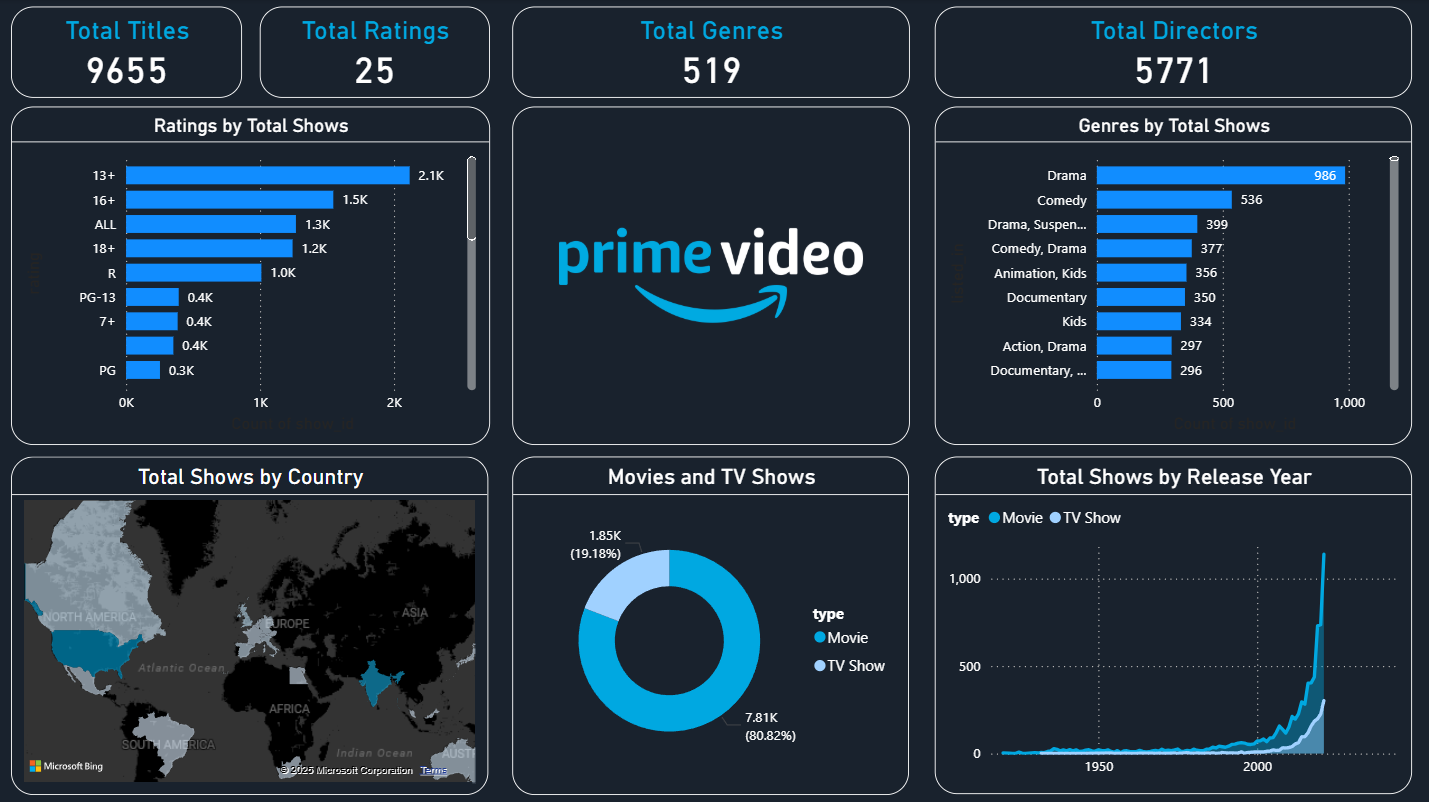 Total Titles
9655
Total Ratings
25
Total Genres
519
Total Directors
5771
Ratings by Total Shows
13+ 2.1K
16+ 1.5K
ALL 1.3K
18+ 1.2K
R 1.0K
PG-13 0.4K
7+ 0.4K
0.4K
PG 0.3K
0K 1K 2K
prime video
Genres by Total Shows
Drama 986
Comedy 536
Drama, Suspen... 399
Comedy, Drama 377
Animation, Kids 356
Documentary 350
Kids 334
Action, Drama 297
Documentary, ... 296
0 500 1,000
Total Shows by Country
NORTH AMERICA
EUROPE
ASIA
Atlantic Ocean
AFRICA
SOUTH AMERICA
Indian Ocean
AUST
Microsoft Bing
© 2025 Microsoft Corporation Terms
Movies and TV Shows
1.85K
(19.18%)
type
Movie
TV Show
7.81K
(80.82%)
Total Shows by Release Year
type Movie TV Show
1,000
500
0
1950 2000